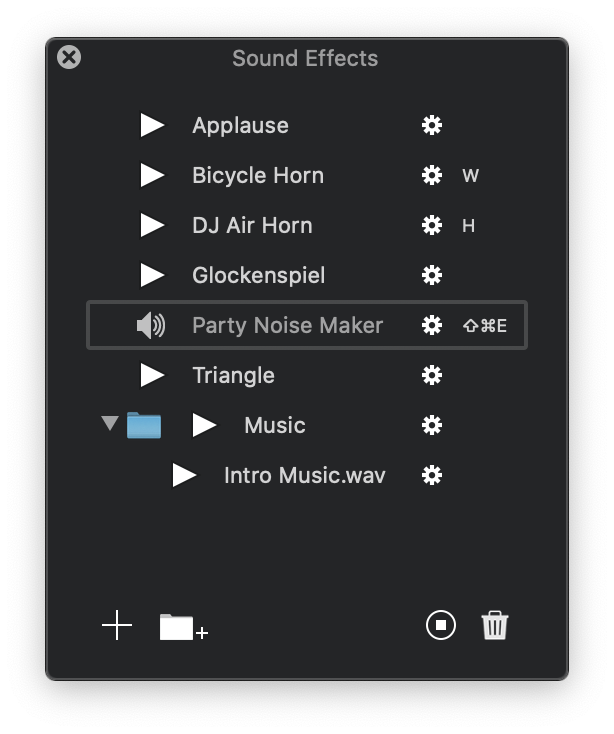 Sound Effects
Applause
Bicycle Horn W
DJ Air Horn H
Glockenspiel
Party Noise Maker ⇧⌘E
Triangle
Music
Intro Music.wav